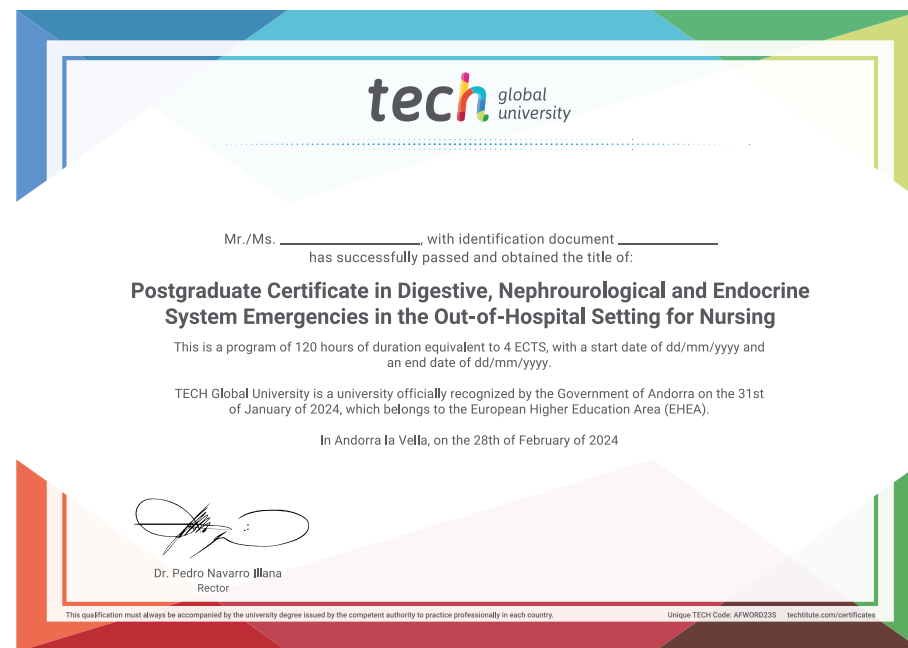 tech global
university
Mr./Ms. ____________________, with identification document ______________
has successfully passed and obtained the title of:
Postgraduate Certificate in Digestive, Nephrourological and Endocrine
System Emergencies in the Out-of-Hospital Setting for Nursing
This is a program of 120 hours of duration equivalent to 4 ECTS, with a start date of dd/mm/yyyy and
an end date of dd/mm/yyyy.
TECH Global University is a university officially recognized by the Government of Andorra on the 31st
of January of 2024, which belongs to the European Higher Education Area (EHEA).
In Andorra la Vella, on the 28th of February of 2024
Dr. Pedro Navarro Illana
Rector
This qualification must always be accompanied by the university degree issued by the competent authority to practice professionally in each country. Unique TECH Code: AFWORD23S techtitute.com/certificates